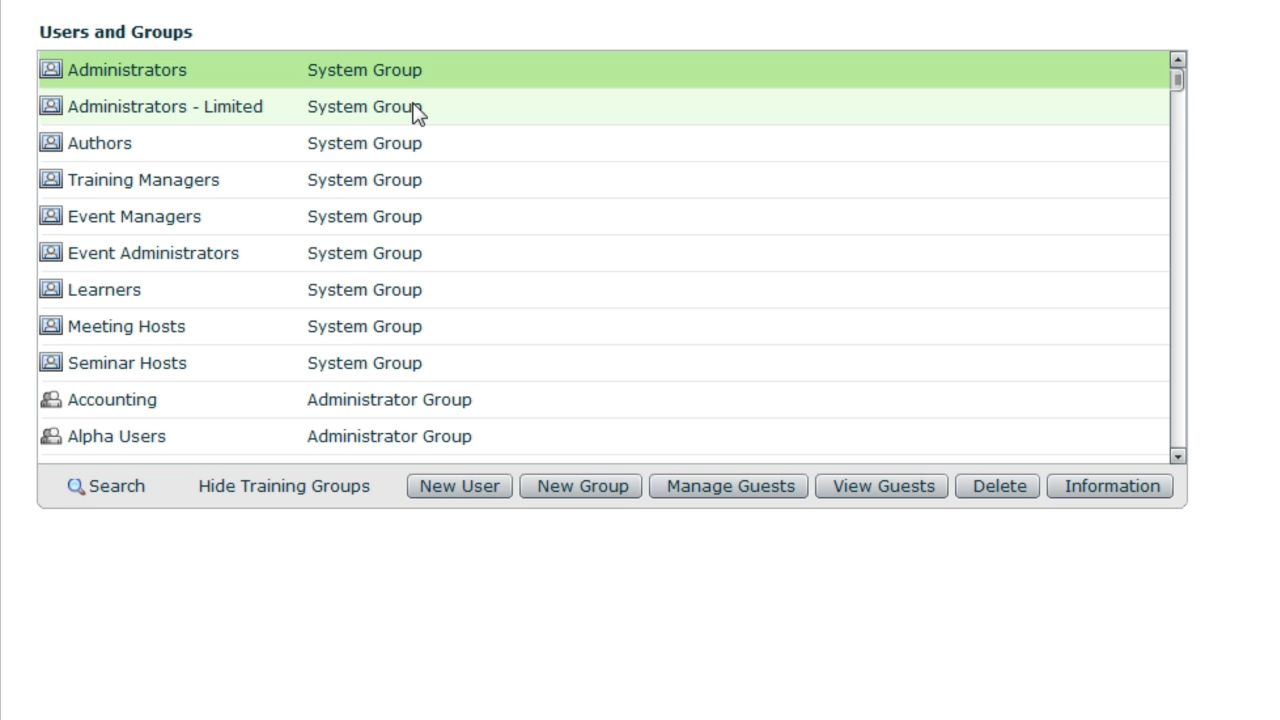 Users and Groups
Administrators System Group
Administrators - Limited System Group
Authors System Group
Training Managers System Group
Event Managers System Group
Event Administrators System Group
Learners System Group
Meeting Hosts System Group
Seminar Hosts System Group
Accounting Administrator Group
Alpha Users Administrator Group
Search Hide Training Groups New User New Group Manage Guests View Guests Delete Information